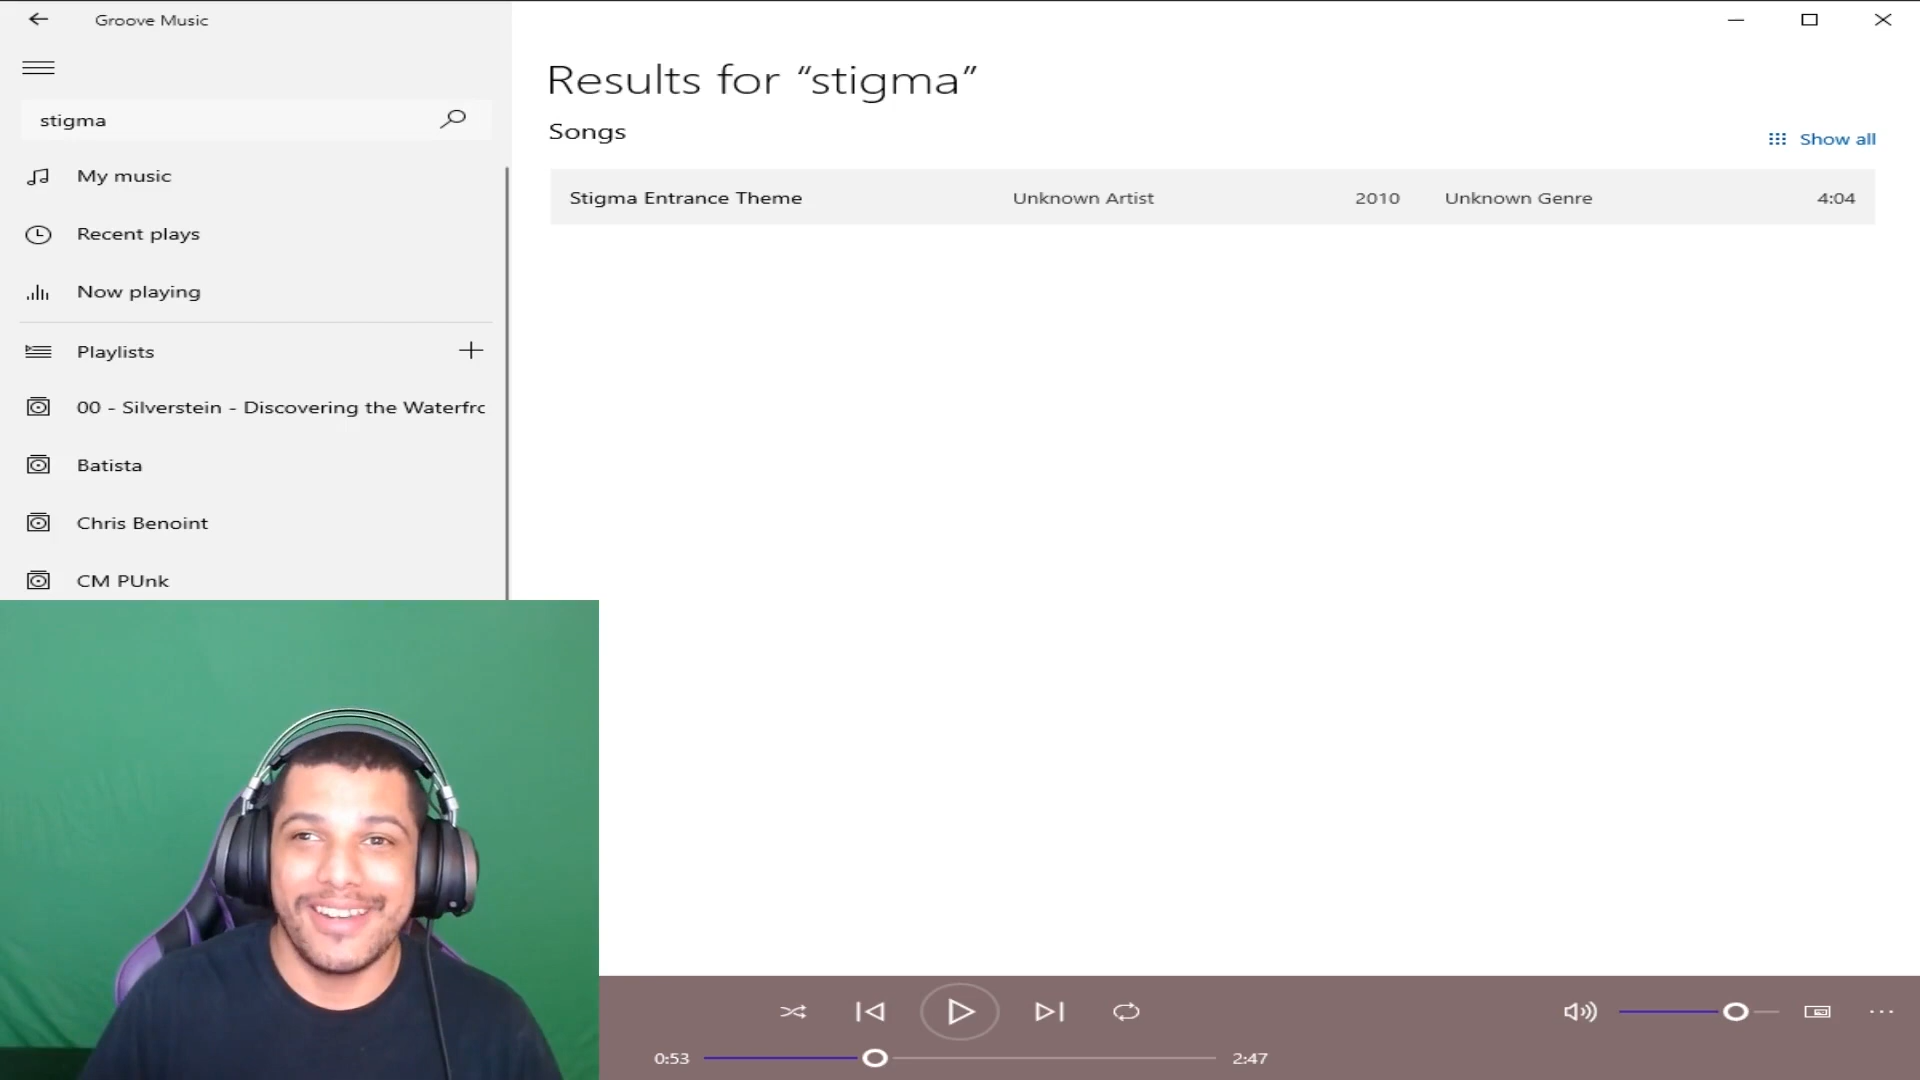 Groove Music
stigma
My music
Recent plays
Now playing
Playlists
00 - Silverstein - Discovering the Waterfrc
Batista
Chris Benoint
CM PUnk
Results for “stigma”
Songs
Show all
Stigma Entrance Theme Unknown Artist 2010 Unknown Genre 4:04
0:53 2:47